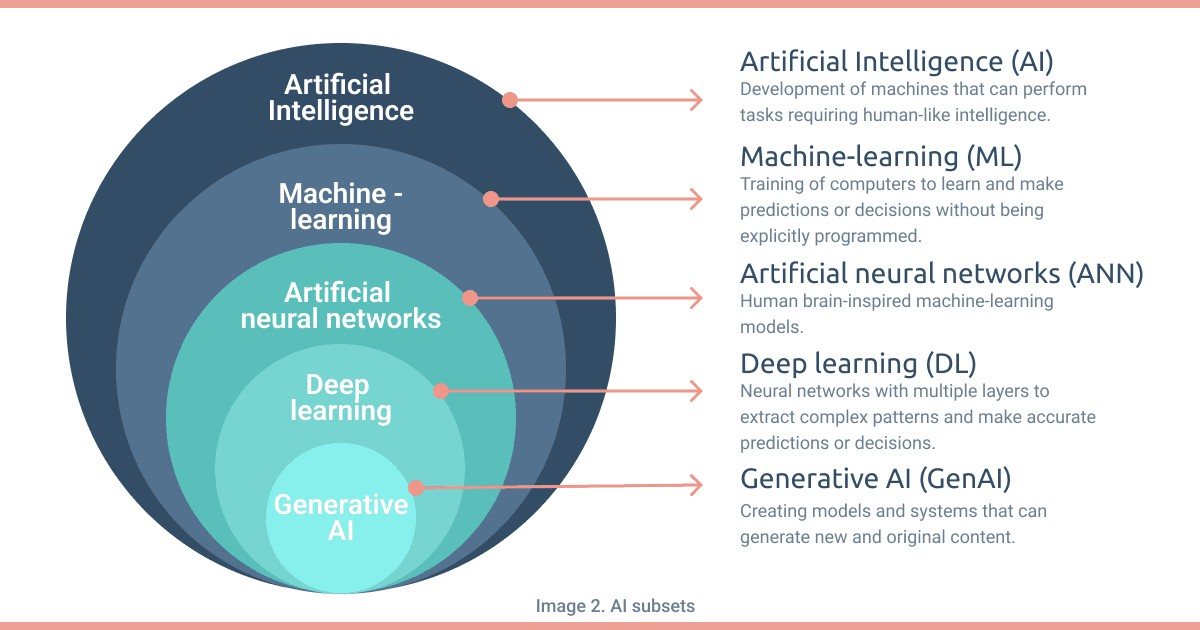 Artificial
Intelligence
Machine -
learning
Artificial
neural networks
Deep
learning
Generative
AI
Artificial Intelligence (AI)
Development of machines that can perform
tasks requiring human-like intelligence.
Machine-learning (ML)
Training of computers to learn and make
predictions or decisions without being
explicitly programmed.
Artificial neural networks (ANN)
Human brain-inspired machine-learning
models.
Deep learning (DL)
Neural networks with multiple layers to
extract complex patterns and make accurate
predictions or decisions.
Generative AI (GenAI)
Creating models and systems that can
generate new and original content.
Image 2. AI subsets